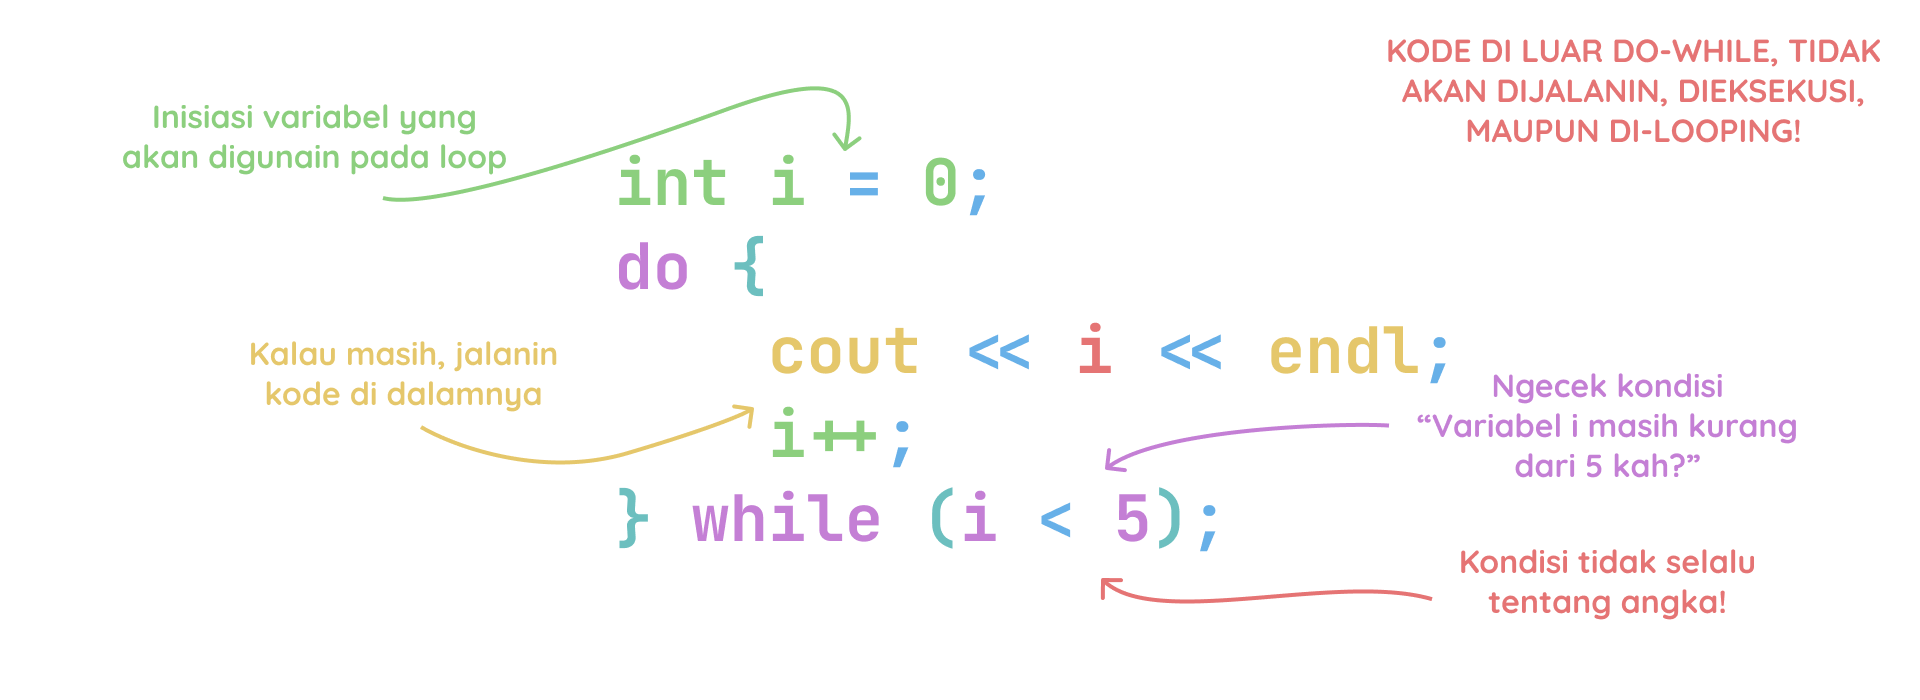 KODE DI LUAR DO-WHILE, TIDAK
AKAN DIJALANIN, DIEKSEKUSI,
MAUPUN DI-LOOPING!
Inisiasi variabel yang
akan digunain pada loop
int i = 0;
do {
cout << i << endl;
Kalau masih, jalanin
kode di dalamnya
i++;
Ngecek kondisi
“Variabel i masih kurang
dari 5 kah?”
} while (i < 5);
Kondisi tidak selalu
tentang angka!